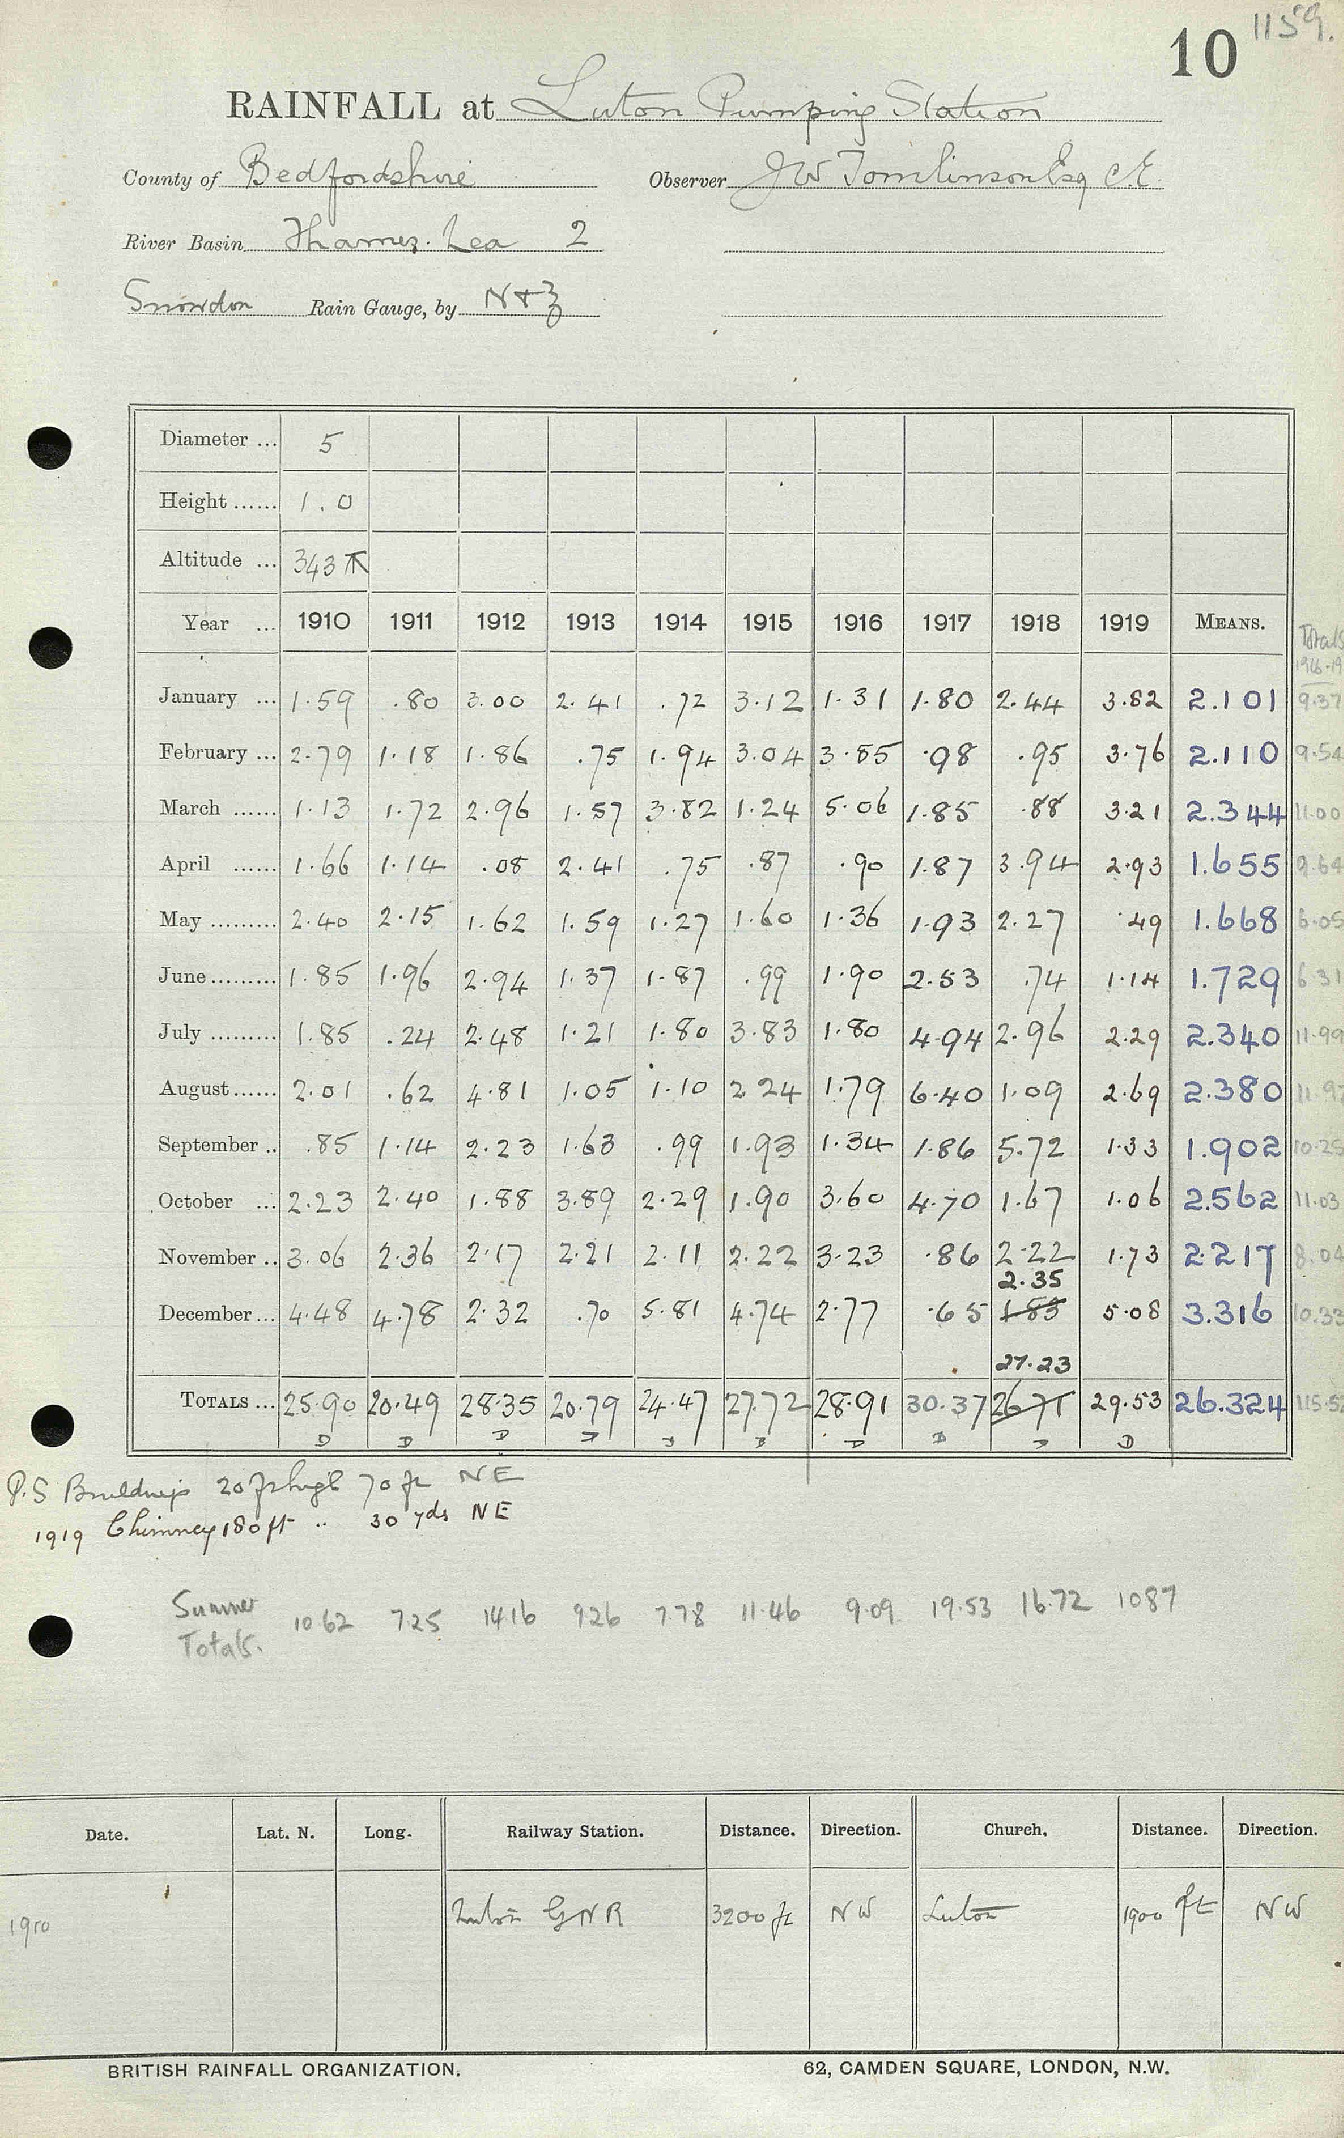 10 1159.
RAINFALL at Luton Pumping Station
County of Bedfordshire Observer JW Tomlinson Esq C.E.
River Basin Thames. Lea 2
Snowdon Rain Gauge, by N+Z
Diameter ... 5
Height ...... 1.0
Altitude ... 343
Year ... 1910 1911 1912 1913 1914 1915 1916 1917 1918 1919 MEANS. Totals
1916-19
January ... 1.59 .80 3.00 2.41 .72 3.12 1.31 1.80 2.44 3.82 2.101 9.37
February ... 2.79 1.18 1.86 .75 1.94 3.04 3.85 .98 .95 3.76 2.110 9.54
March ...... 1.13 1.72 2.96 1.57 3.82 1.24 5.06 1.85 .88 3.21 2.344 11.00
April ...... 1.66 1.14 .08 2.41 .75 .87 .90 1.87 3.94 2.93 1.655 9.64
May ......... 2.40 2.15 1.62 1.59 1.27 1.60 1.36 1.93 2.27 .49 1.668 6.05
June ......... 1.85 1.96 2.94 1.37 1.87 .99 1.90 2.53 .74 1.14 1.729 6.31
July ......... 1.85 .24 2.48 1.21 1.80 3.83 1.80 4.94 2.96 2.29 2.340 11.99
August ...... 2.01 .62 4.81 1.05 1.10 2.24 1.79 6.40 1.09 2.69 2.380 11.97
September .. .85 1.14 2.23 1.63 .99 1.93 1.34 1.86 5.72 1.33 1.902 10.25
October ... 2.23 2.40 1.88 3.89 2.29 1.90 3.60 4.70 1.67 1.06 2.562 11.03
November .. 3.06 2.36 2.17 2.21 2.11 2.22 3.23 .86 2.22 1.73 2.217 8.04
2.35
December ... 4.48 4.78 2.32 .70 5.81 4.74 2.77 .65 1.83 5.08 3.316 10.33
27.23
TOTALS ... 25.90 20.49 28.35 20.79 24.47 27.72 28.91 30.37 26.71 29.53 26.324 115.52
D D D D D D D D D D
P.S Buildings 20 ft high 70 ft NE
1919 Chimney 180 ft .. 30 yds NE
Summer 10.62 7.25 14.16 9.26 7.78 11.46 9.09 19.53 16.72 10.87
Totals.
Date. Lat. N. Long. Railway Station. Distance. Direction. Church. Distance. Direction.
1910 Luton GNR 3200 ft NW Luton 1900 ft NW
BRITISH RAINFALL ORGANIZATION. 62, CAMDEN SQUARE, LONDON, N.W.